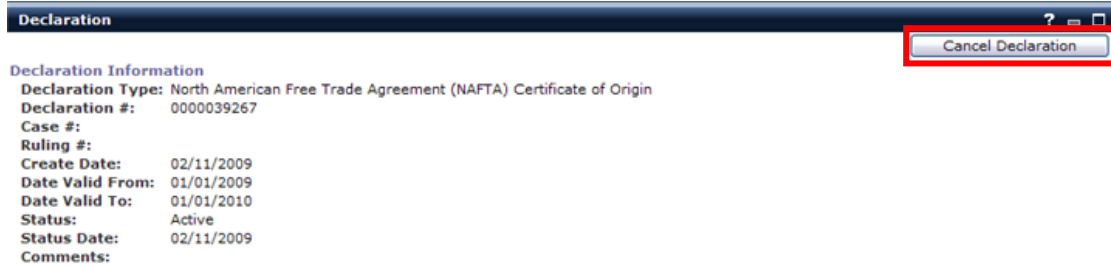 Declaration ?
Cancel Declaration
Declaration Information
Declaration Type: North American Free Trade Agreement (NAFTA) Certificate of Origin
Declaration #: 0000039267
Case #:
Ruling #:
Create Date: 02/11/2009
Date Valid From: 01/01/2009
Date Valid To: 01/01/2010
Status: Active
Status Date: 02/11/2009
Comments: